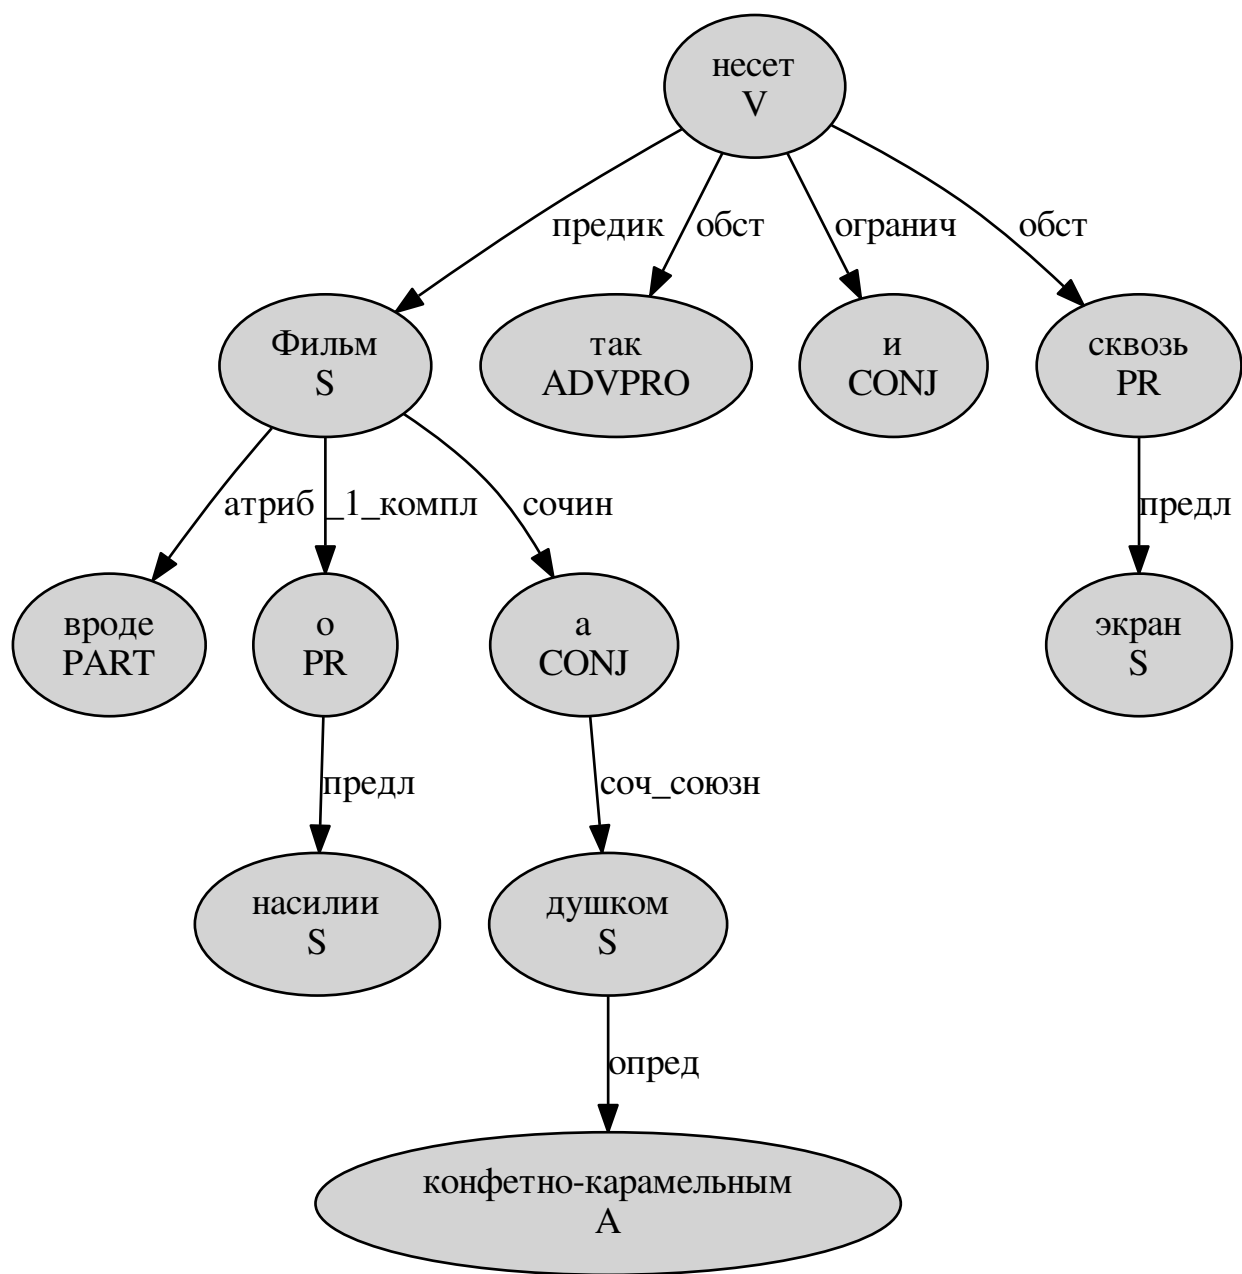 несет
V
предик
обст
огранич
обст
Фильм
S
так
ADVPRO
и
CONJ
сквозь
PR
атриб
_1_компл
сочин
предл
вроде
PART
о
PR
а
CONJ
экран
S
предл
соч_союзн
насилии
S
душком
S
опред
конфетно-карамельным
A